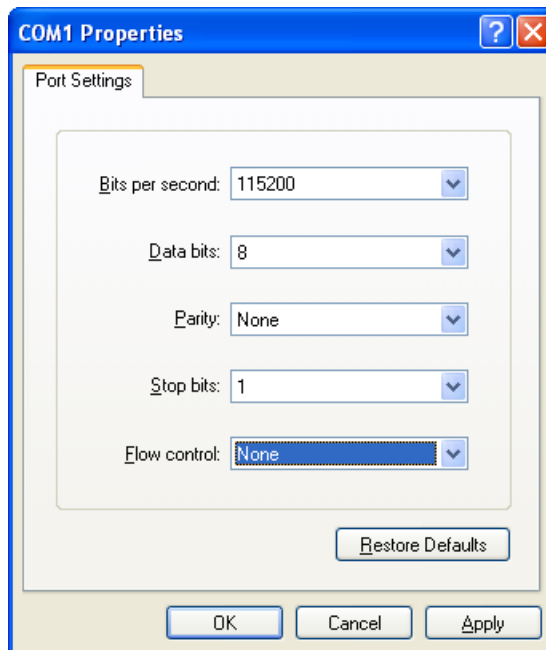 COM1 Properties
Port Settings
Bits per second: 115200
Data bits: 8
Parity: None
Stop bits: 1
Flow control: None
Restore Defaults
OK Cancel Apply